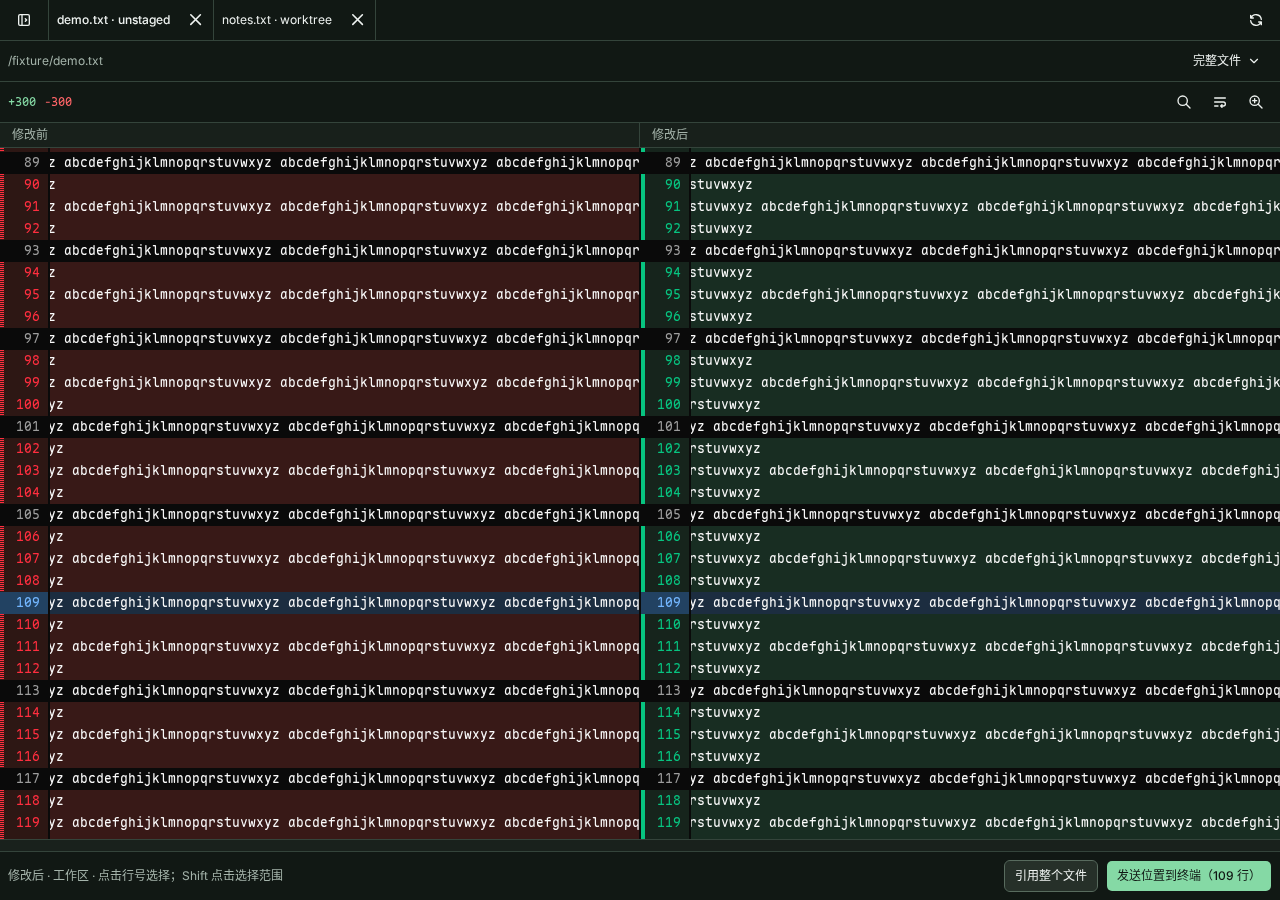 demo.txt · unstaged
notes.txt · worktree
/fixture/demo.txt
完整文件
+300 -300
修改前
修改后
89 z abcdefghijklmnopqrstuvwxyz abcdefghijklmnopqrstuvwxyz abcdefghijklmnopqr
90 z
91 z abcdefghijklmnopqrstuvwxyz abcdefghijklmnopqrstuvwxyz abcdefghijklmnopqr
92 z
93 z abcdefghijklmnopqrstuvwxyz abcdefghijklmnopqrstuvwxyz abcdefghijklmnopqr
94 z
95 z abcdefghijklmnopqrstuvwxyz abcdefghijklmnopqrstuvwxyz abcdefghijklmnopqr
96 z
97 z abcdefghijklmnopqrstuvwxyz abcdefghijklmnopqrstuvwxyz abcdefghijklmnopqr
98 z
99 z abcdefghijklmnopqrstuvwxyz abcdefghijklmnopqrstuvwxyz abcdefghijklmnopqr
100 yz
101 yz abcdefghijklmnopqrstuvwxyz abcdefghijklmnopqrstuvwxyz abcdefghijklmnopq
102 yz
103 yz abcdefghijklmnopqrstuvwxyz abcdefghijklmnopqrstuvwxyz abcdefghijklmnopq
104 yz
105 yz abcdefghijklmnopqrstuvwxyz abcdefghijklmnopqrstuvwxyz abcdefghijklmnopq
106 yz
107 yz abcdefghijklmnopqrstuvwxyz abcdefghijklmnopqrstuvwxyz abcdefghijklmnopq
108 yz
109 yz abcdefghijklmnopqrstuvwxyz abcdefghijklmnopqrstuvwxyz abcdefghijklmnopq
110 yz
111 yz abcdefghijklmnopqrstuvwxyz abcdefghijklmnopqrstuvwxyz abcdefghijklmnopq
112 yz
113 yz abcdefghijklmnopqrstuvwxyz abcdefghijklmnopqrstuvwxyz abcdefghijklmnopq
114 yz
115 yz abcdefghijklmnopqrstuvwxyz abcdefghijklmnopqrstuvwxyz abcdefghijklmnopq
116 yz
117 yz abcdefghijklmnopqrstuvwxyz abcdefghijklmnopqrstuvwxyz abcdefghijklmnopq
118 yz
119 yz abcdefghijklmnopqrstuvwxyz abcdefghijklmnopqrstuvwxyz abcdefghijklmnopq
89 z abcdefghijklmnopqrstuvwxyz abcdefghijklmnopqrstuvwxyz abcdefghijklmnopqr
90 stuvwxyz
91 stuvwxyz abcdefghijklmnopqrstuvwxyz abcdefghijklmnopqrstuvwxyz abcdefghijk
92 stuvwxyz
93 z abcdefghijklmnopqrstuvwxyz abcdefghijklmnopqrstuvwxyz abcdefghijklmnopqr
94 stuvwxyz
95 stuvwxyz abcdefghijklmnopqrstuvwxyz abcdefghijklmnopqrstuvwxyz abcdefghijk
96 stuvwxyz
97 z abcdefghijklmnopqrstuvwxyz abcdefghijklmnopqrstuvwxyz abcdefghijklmnopqr
98 stuvwxyz
99 stuvwxyz abcdefghijklmnopqrstuvwxyz abcdefghijklmnopqrstuvwxyz abcdefghijk
100 rstuvwxyz
101 yz abcdefghijklmnopqrstuvwxyz abcdefghijklmnopqrstuvwxyz abcdefghijklmnopq
102 rstuvwxyz
103 rstuvwxyz abcdefghijklmnopqrstuvwxyz abcdefghijklmnopqrstuvwxyz abcdefghij
104 rstuvwxyz
105 yz abcdefghijklmnopqrstuvwxyz abcdefghijklmnopqrstuvwxyz abcdefghijklmnopq
106 rstuvwxyz
107 rstuvwxyz abcdefghijklmnopqrstuvwxyz abcdefghijklmnopqrstuvwxyz abcdefghij
108 rstuvwxyz
109 yz abcdefghijklmnopqrstuvwxyz abcdefghijklmnopqrstuvwxyz abcdefghijklmnopq
110 rstuvwxyz
111 rstuvwxyz abcdefghijklmnopqrstuvwxyz abcdefghijklmnopqrstuvwxyz abcdefghij
112 rstuvwxyz
113 yz abcdefghijklmnopqrstuvwxyz abcdefghijklmnopqrstuvwxyz abcdefghijklmnopq
114 rstuvwxyz
115 rstuvwxyz abcdefghijklmnopqrstuvwxyz abcdefghijklmnopqrstuvwxyz abcdefghij
116 rstuvwxyz
117 yz abcdefghijklmnopqrstuvwxyz abcdefghijklmnopqrstuvwxyz abcdefghijklmnopq
118 rstuvwxyz
119 rstuvwxyz abcdefghijklmnopqrstuvwxyz abcdefghijklmnopqrstuvwxyz abcdefghij
修改后 · 工作区 · 点击行号选择；Shift 点击选择范围
引用整个文件
发送位置到终端（109 行）